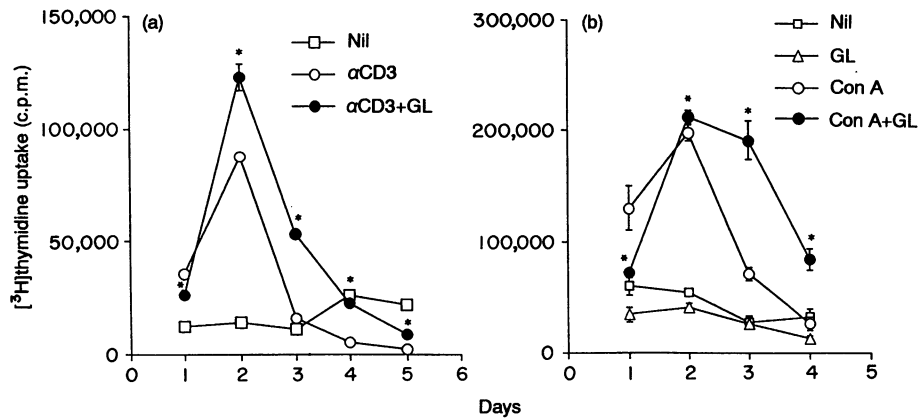 150,000
(a)
Nil
αCD3
αCD3+GL
100,000
50,000
0
0 1 2 3 4 5 6
* * * * *
[³H]thymidine uptake (c.p.m.)
300,000
(b)
Nil
GL
Con A
Con A+GL
200,000
100,000
0
0 1 2 3 4 5
* * * *
Days